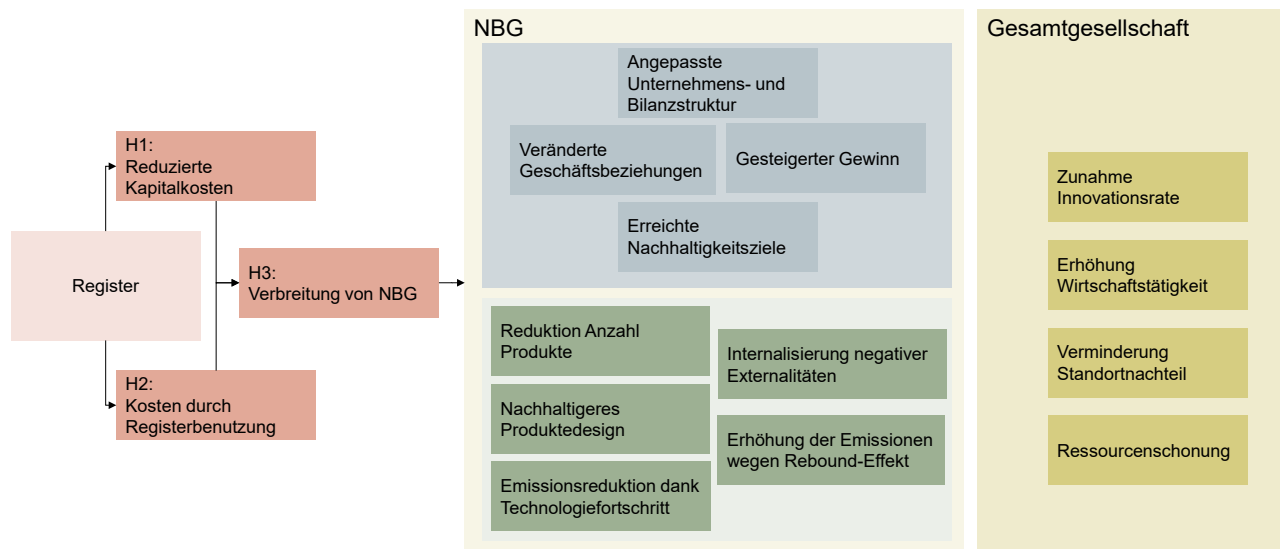 Register
H1:
Reduzierte
Kapitalkosten
H2:
Kosten durch
Registerbenutzung
H3:
Verbreitung von NBG
NBG
Angepasste
Unternehmens- und
Bilanzstruktur
Veränderte
Geschäftsbeziehungen
Gesteigerter Gewinn
Erreichte
Nachhaltigkeitsziele
Reduktion Anzahl
Produkte
Nachhaltigeres
Produktedesign
Emissionsreduktion dank
Technologiefortschritt
Internalisierung negativer
Externalitäten
Erhöhung der Emissionen
wegen Rebound-Effekt
Gesamtgesellschaft
Zunahme
Innovationsrate
Erhöhung
Wirtschaftstätigkeit
Verminderung
Standortnachteil
Ressourcenschonung